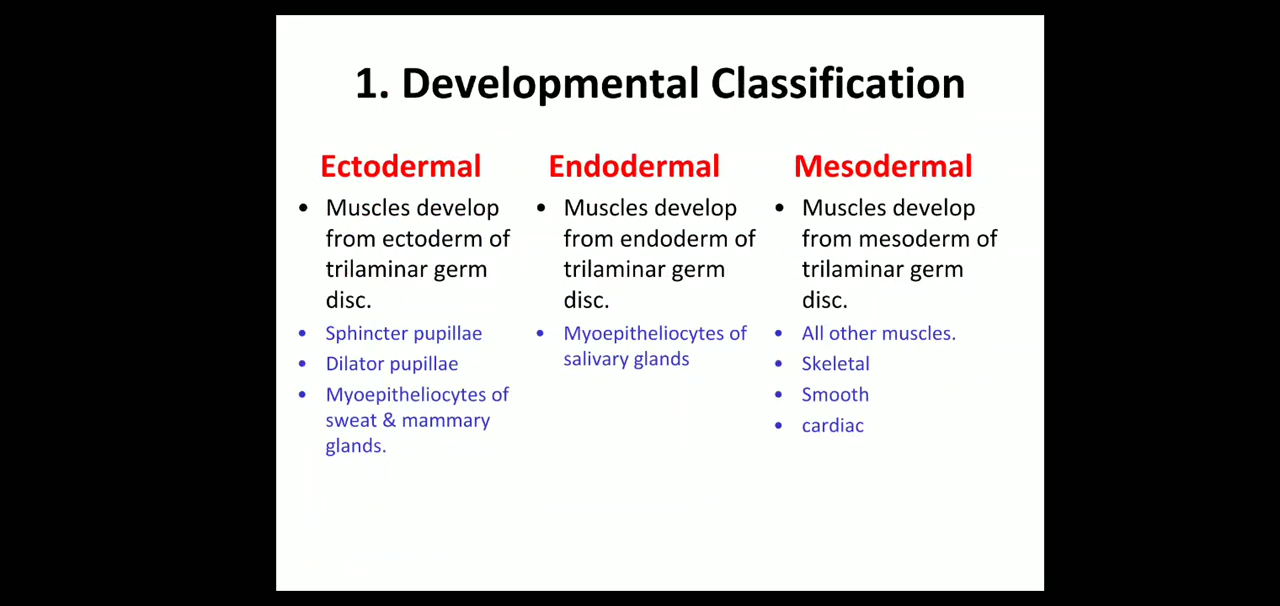 1. Developmental Classification
Ectodermal
• Muscles develop
from ectoderm of
trilaminar germ
disc.
• Sphincter pupillae
• Dilator pupillae
• Myoepitheliocytes of
sweat & mammary
glands.
Endodermal
• Muscles develop
from endoderm of
trilaminar germ
disc.
• Myoepitheliocytes of
salivary glands
Mesodermal
• Muscles develop
from mesoderm of
trilaminar germ
disc.
• All other muscles.
• Skeletal
• Smooth
• cardiac